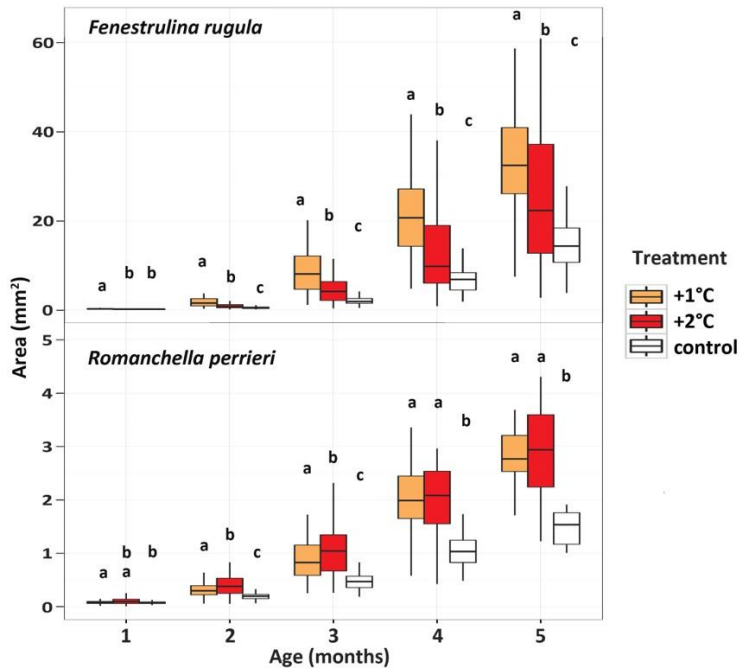 Fenestrulina rugula
60
40
20
0
a b b
a b c
a b c
a b c
a b c
Area (mm²)
Romanchella perrieri
5
4
3
2
1
0
b b
a a
a b c
a b c
a a b
a a b
1 2 3 4 5
Age (months)
Treatment
+1°C
+2°C
control